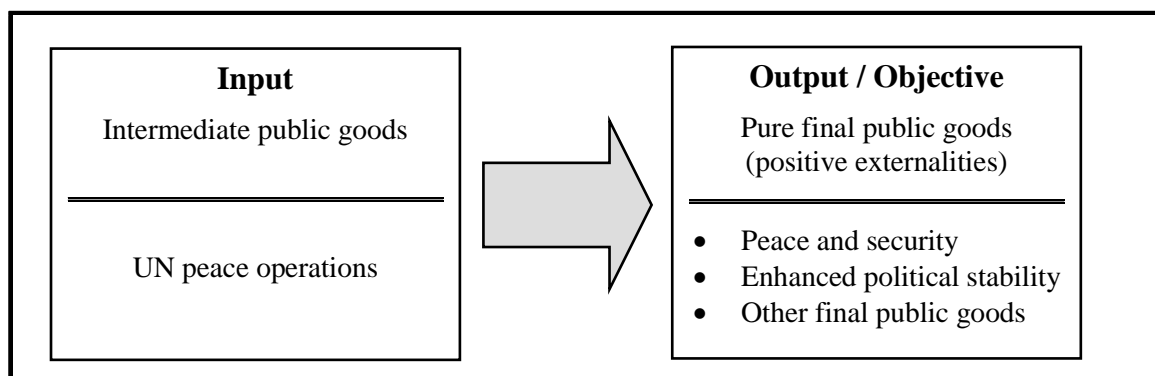 Input
Intermediate public goods
UN peace operations
Output / Objective
Pure final public goods
(positive externalities)
• Peace and security
• Enhanced political stability
• Other final public goods